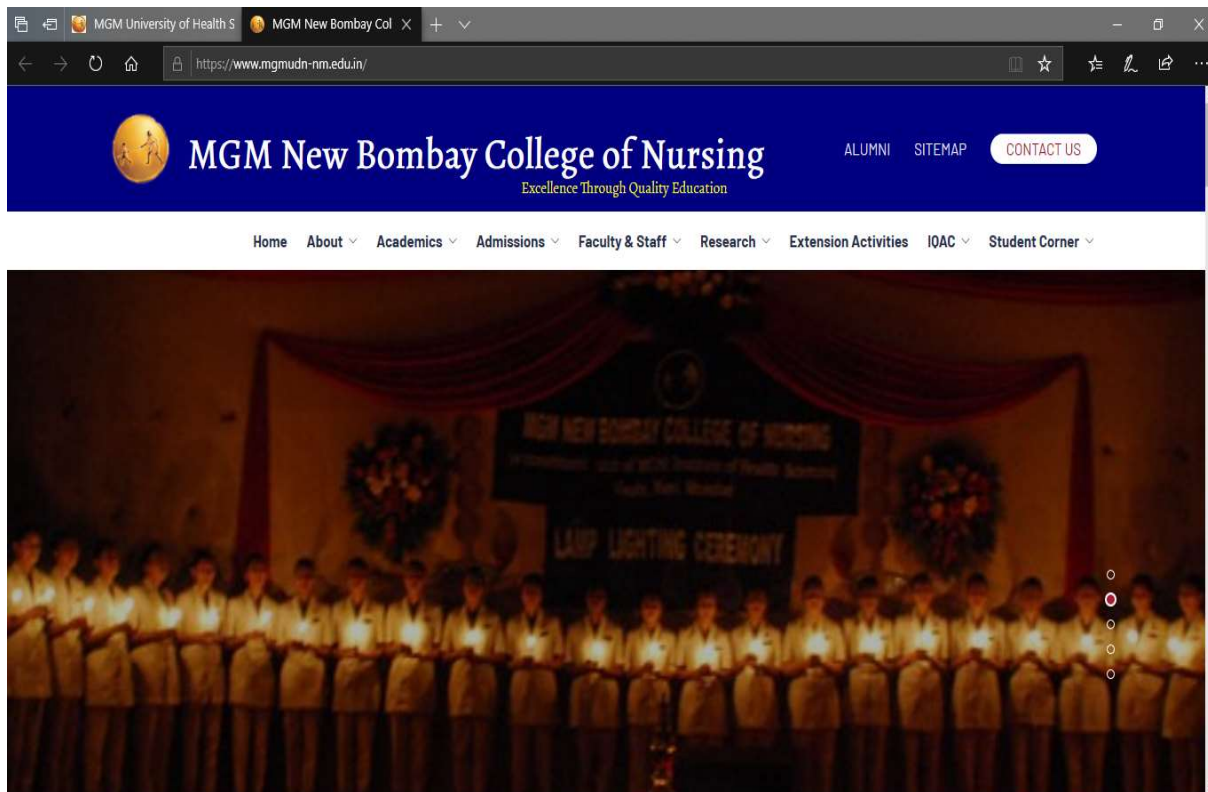 MGM University of Health S
MGM New Bombay Col
https://www.mgmudn-nm.edu.in/
MGM New Bombay College of Nursing
Excellence Through Quality Education
ALUMNI SITEMAP CONTACT US
Home About Academics Admissions Faculty & Staff Research Extension Activities IQAC Student Corner
MGM NEW BOMBAY COLLEGE OF NURSING
LAMP LIGHTING CEREMONY